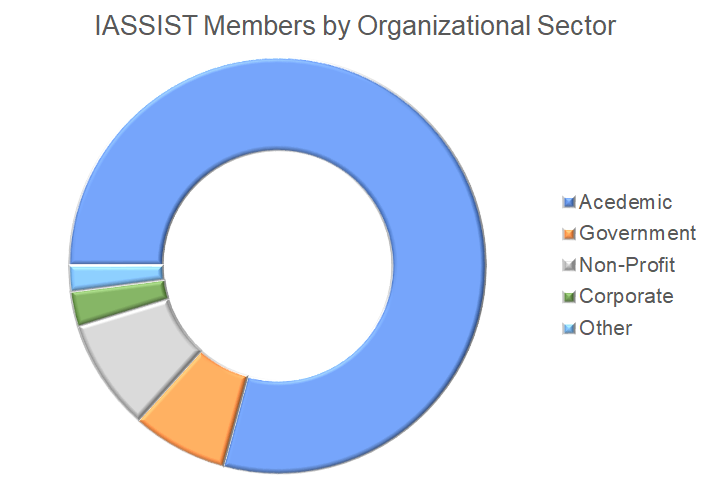 IASSIST Members by Organizational Sector
Acedemic
Government
Non-Profit
Corporate
Other